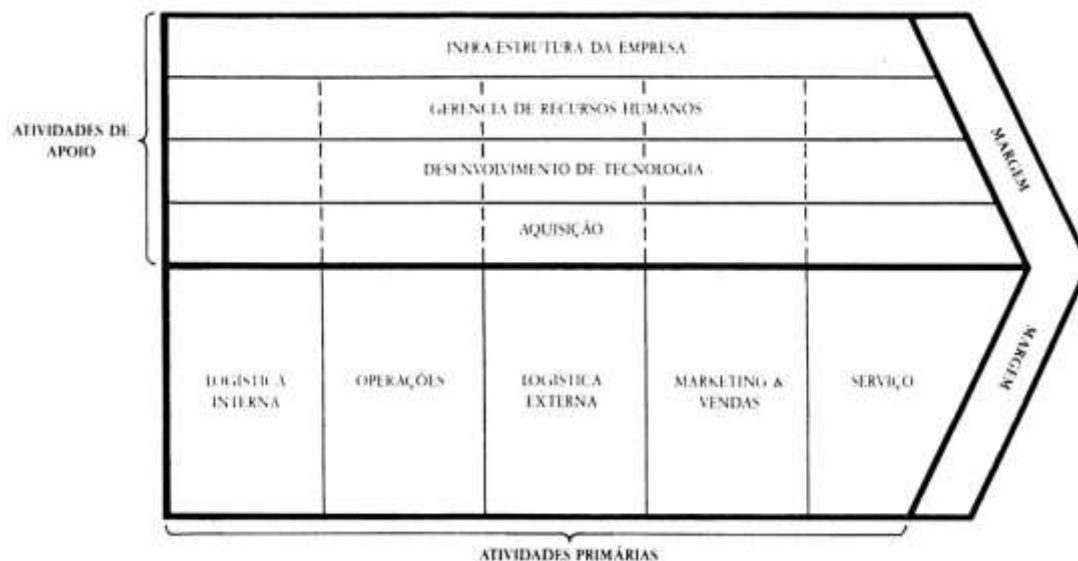 INFRA-ESTRUTURA DA EMPRESA
GERÊNCIA DE RECURSOS HUMANOS
ATIVIDADES DE
APOIO
DESENVOLVIMENTO DE TECNOLOGIA
AQUISIÇÃO
MARGEM
LOGÍSTICA
INTERNA
OPERAÇÕES
LOGÍSTICA
EXTERNA
MARKETING &
VENDAS
SERVIÇO
MARGEM
ATIVIDADES PRIMÁRIAS